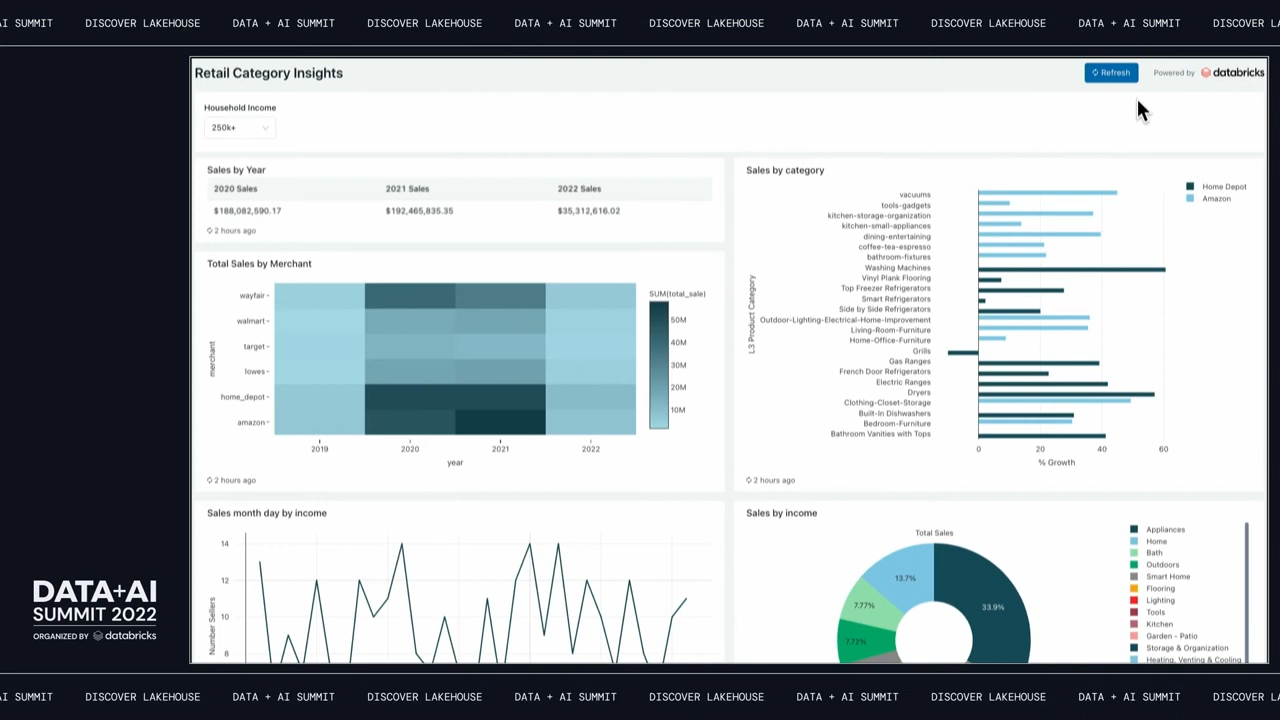 AI SUMMIT DISCOVER LAKEHOUSE DATA + AI SUMMIT DISCOVER LAKEHOUSE DATA + AI SUMMIT DISCOVER LAKEHOUSE DATA + AI SUMMIT DISCOVER LAKEHOUSE DATA + AI SUMMIT DISCOVER LA
Retail Category Insights
Refresh
Powered by databricks
Household Income
250k+
Sales by Year
2020 Sales 2021 Sales 2022 Sales
$188,082,590.17 $192,465,835.35 $35,312,616.02
2 hours ago
Total Sales by Merchant
merchant
wayfair
walmart
target
lowes
home_depot
amazon
2019 2020 2021 2022
year
SUM(total_sale)
50M
40M
30M
20M
10M
2 hours ago
Sales by category
Home Depot
Amazon
L3 Product Category
vacuums
tools-gadgets
kitchen-storage-organization
kitchen-small-appliances
dining-entertaining
coffee-tea-espresso
bathroom-fixtures
Washing Machines
Vinyl Plank Flooring
Top Freezer Refrigerators
Smart Refrigerators
Side by Side Refrigerators
Outdoor-Lighting-Electrical-Home-Improvement
Living-Room-Furniture
Home-Office-Furniture
Grills
Gas Ranges
French Door Refrigerators
Electric Ranges
Dryers
Clothing-Closet-Storage
Built-In Dishwashers
Bedroom-Furniture
Bathroom Vanities with Tops
0 20 40 60
% Growth
2 hours ago
Sales month day by income
Number Sellers
14
12
10
8
Sales by income
Total Sales
13.7%
33.9%
7.77%
7.72%
Appliances
Home
Bath
Outdoors
Smart Home
Flooring
Lighting
Tools
Kitchen
Garden - Patio
Storage & Organization
Heating, Venting & Cooling
DATA+AI
SUMMIT 2022
ORGANIZED BY databricks
AI SUMMIT DISCOVER LAKEHOUSE DATA + AI SUMMIT DISCOVER LAKEHOUSE DATA + AI SUMMIT DISCOVER LAKEHOUSE DATA + AI SUMMIT DISCOVER LAKEHOUSE DATA + AI SUMMIT DISCOVER LA